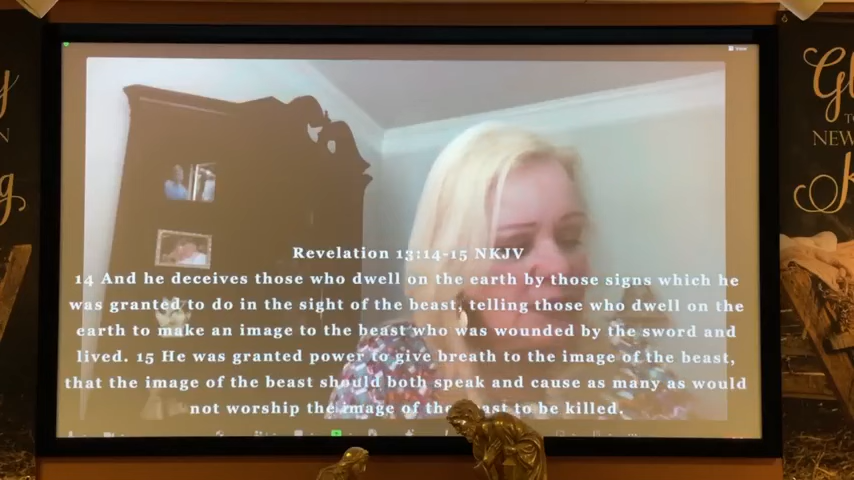 View
Revelation 13:14-15 NKJV
14 And he deceives those who dwell on the earth by those signs which he
was granted to do in the sight of the beast, telling those who dwell on the
earth to make an image to the beast who was wounded by the sword and
lived. 15 He was granted power to give breath to the image of the beast,
that the image of the beast should both speak and cause as many as would
not worship the image of the beast to be killed.
NEW